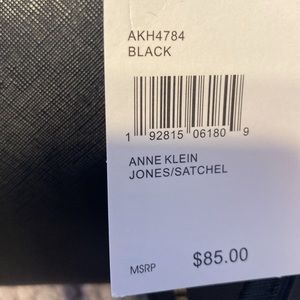 AKH4784
BLACK
1 92815 06180 9
ANNE KLEIN
JONES/SATCHEL
MSRP $85.00